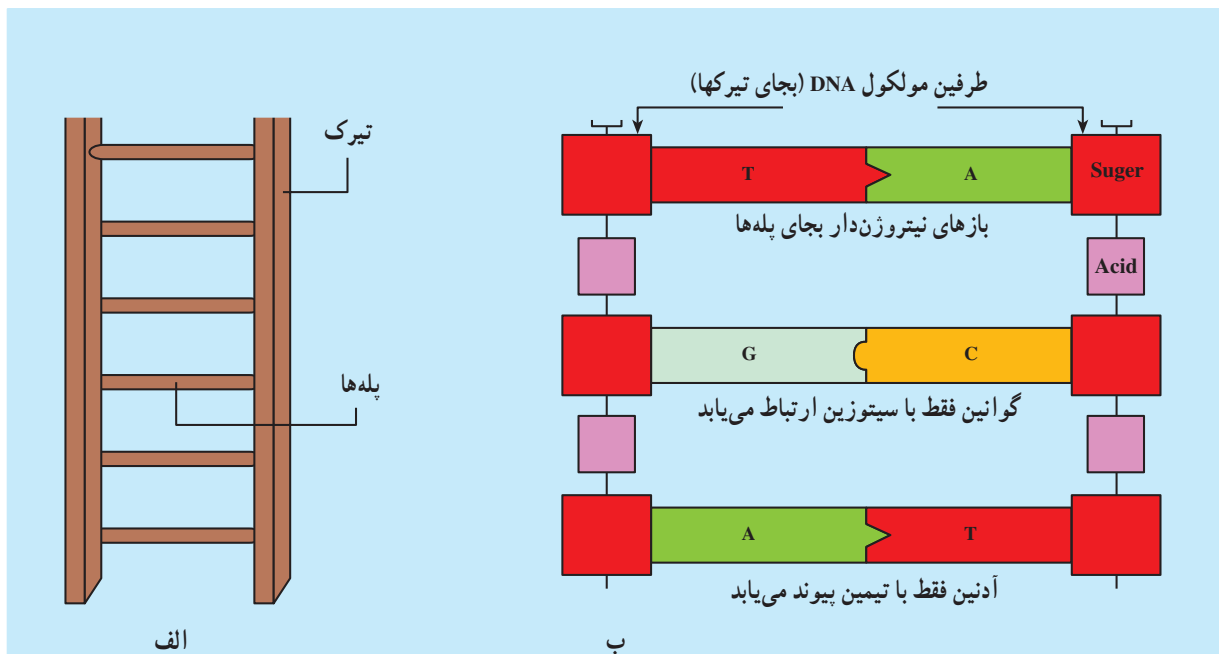 طرفین مولکول DNA (بجای تیرکها)
تیرک
T
A
Suger
بازهای نیتروژن‌دار بجای پله‌ها
Acid
G
C
پله‌ها
گوانین فقط با سیتوزین ارتباط می‌یابد
A
T
آدنین فقط با تیمین پیوند می‌یابد
الف
ب